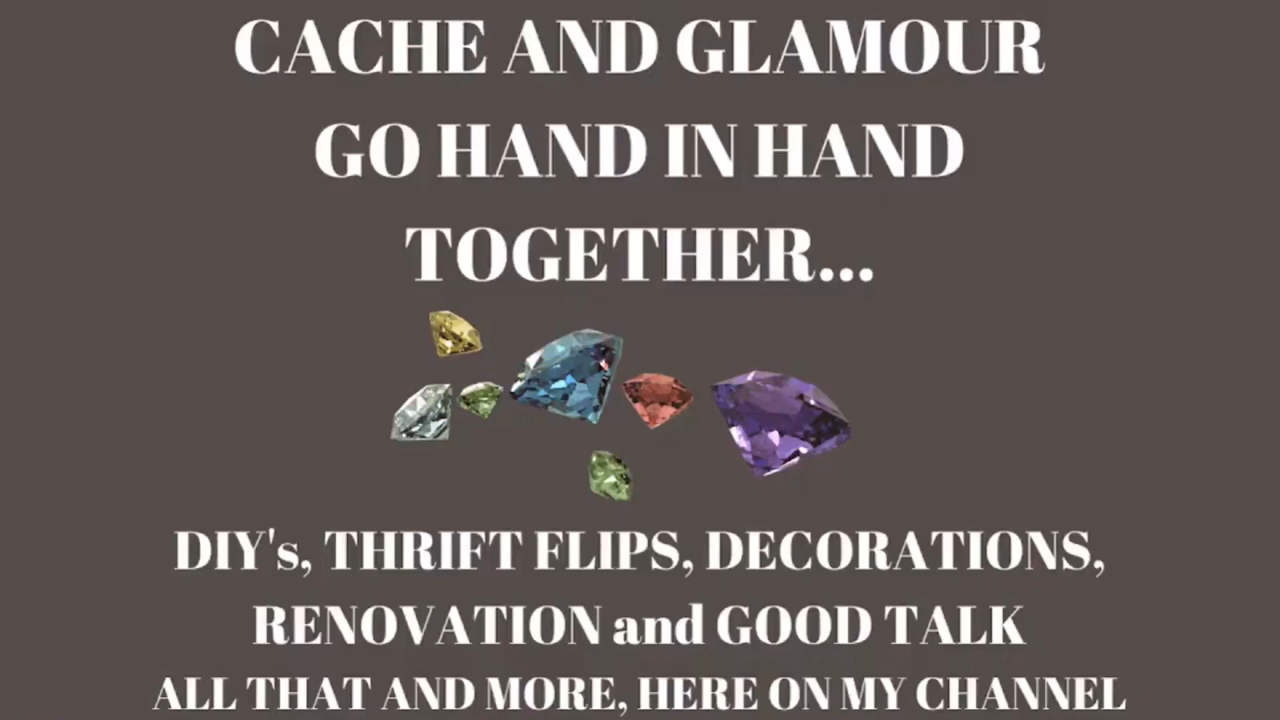 CACHE AND GLAMOUR
GO HAND IN HAND
TOGETHER...
DIY's, THRIFT FLIPS, DECORATIONS,
RENOVATION and GOOD TALK
ALL THAT AND MORE, HERE ON MY CHANNEL